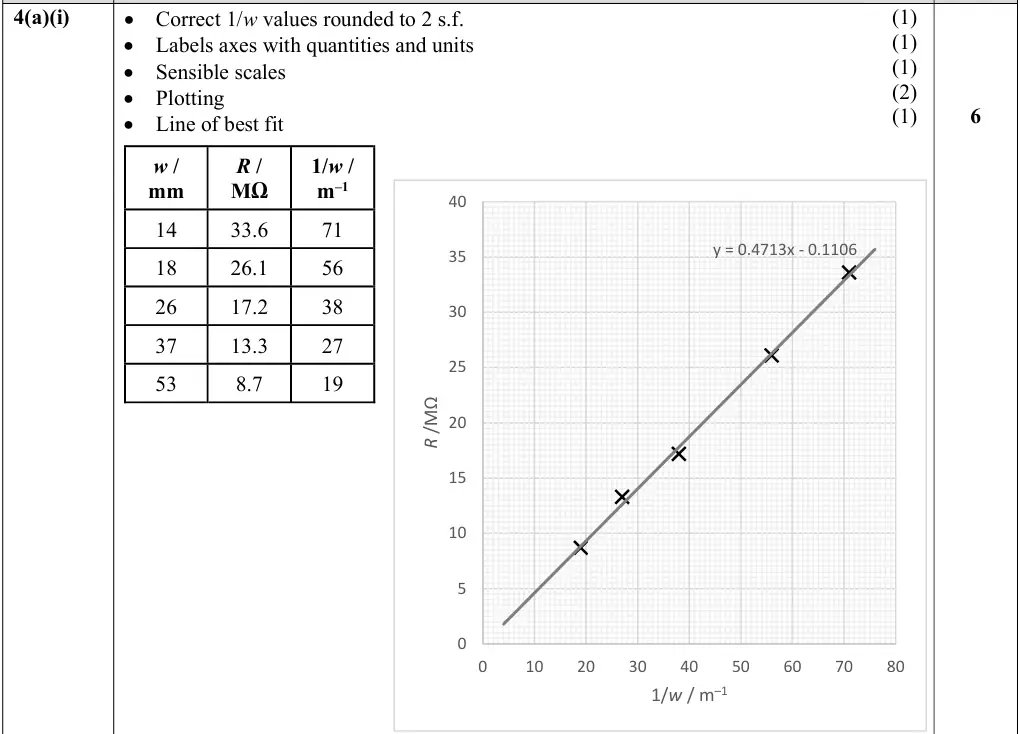 4(a)(i)
• Correct 1/w values rounded to 2 s.f. (1)
• Labels axes with quantities and units (1)
• Sensible scales (1)
• Plotting (2)
• Line of best fit (1) 6
w / R / 1/w /
mm MΩ m⁻¹
14 33.6 71
18 26.1 56
26 17.2 38
37 13.3 27
53 8.7 19
40
y = 0.4713x - 0.1106
35
30
25
R /MΩ
20
15
10
5
0
0 10 20 30 40 50 60 70 80
1/w / m⁻¹